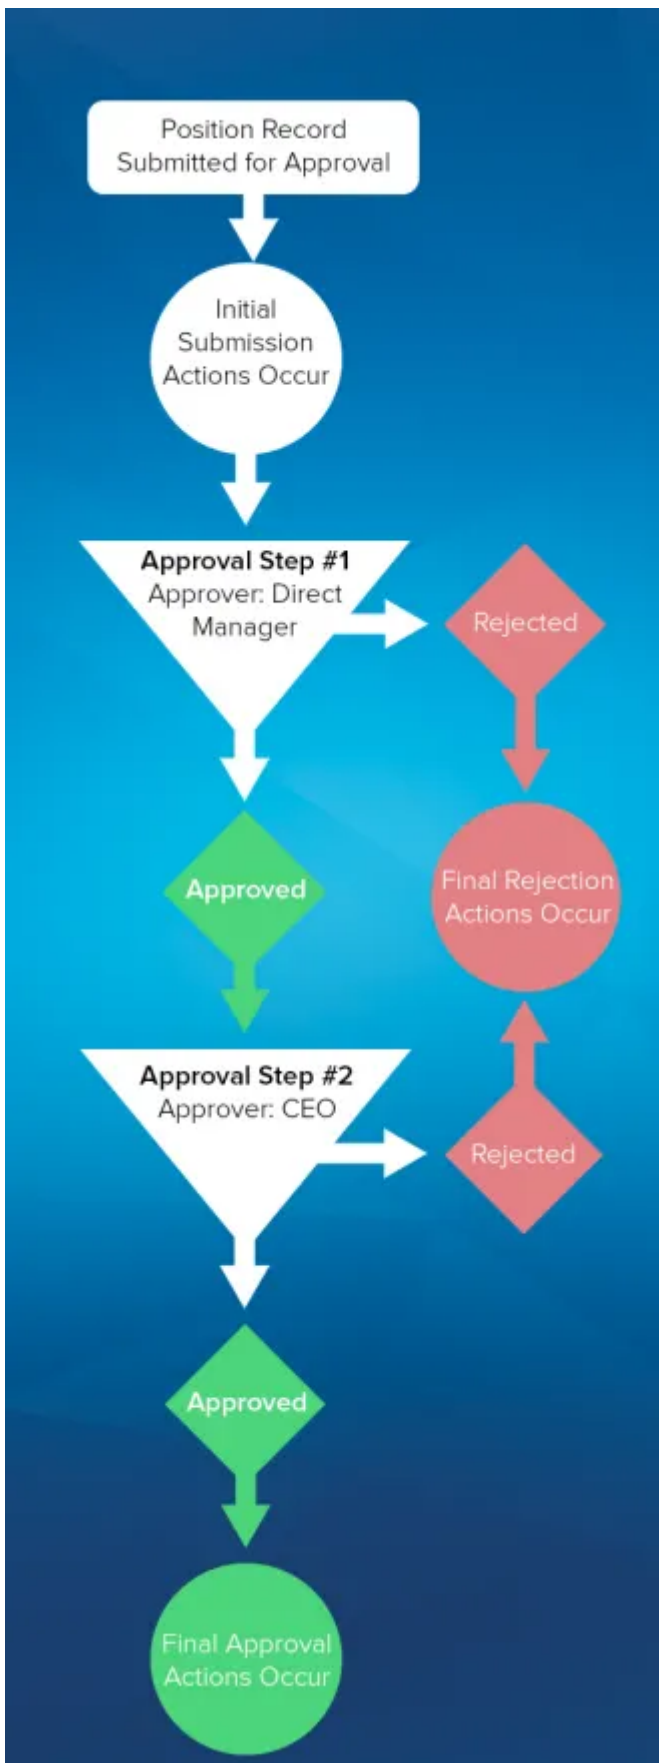 Position Record
Submitted for Approval
Initial
Submission
Actions Occur
Approval Step #1
Approver: Direct
Manager
Rejected
Approved
Final Rejection
Actions Occur
Approval Step #2
Approver: CEO
Rejected
Approved
Final Approval
Actions Occur